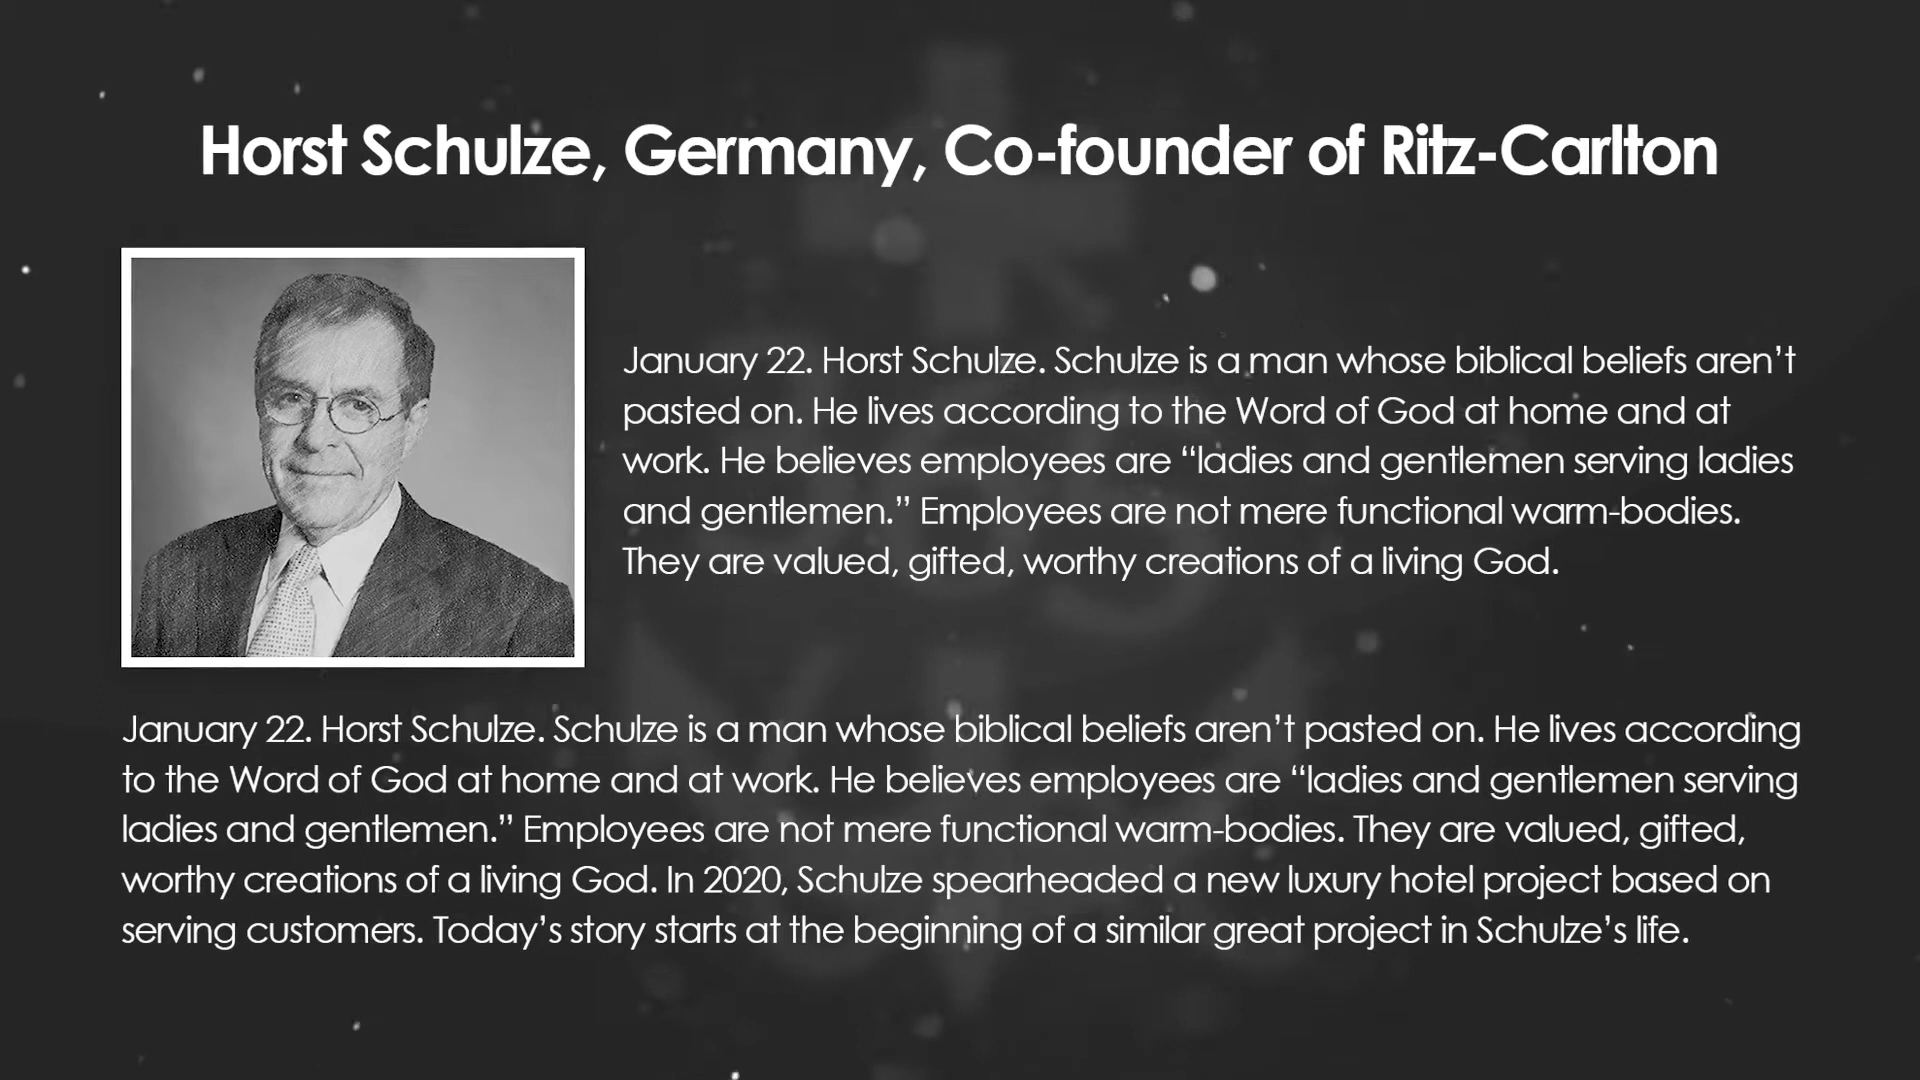 Horst Schulze, Germany, Co-founder of Ritz-Carlton
January 22. Horst Schulze. Schulze is a man whose biblical beliefs aren’t
pasted on. He lives according to the Word of God at home and at
work. He believes employees are “ladies and gentlemen serving ladies
and gentlemen.” Employees are not mere functional warm-bodies.
They are valued, gifted, worthy creations of a living God.
January 22. Horst Schulze. Schulze is a man whose biblical beliefs aren’t pasted on. He lives according
to the Word of God at home and at work. He believes employees are “ladies and gentlemen serving
ladies and gentlemen.” Employees are not mere functional warm-bodies. They are valued, gifted,
worthy creations of a living God. In 2020, Schulze spearheaded a new luxury hotel project based on
serving customers. Today’s story starts at the beginning of a similar great project in Schulze’s life.